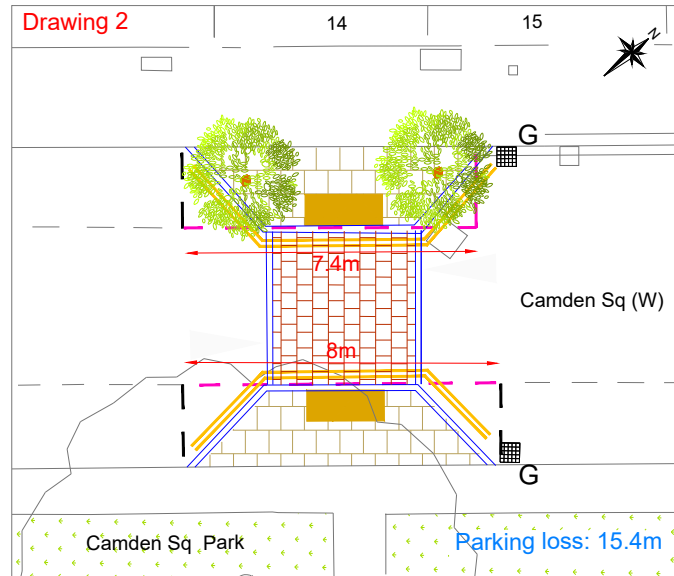 Drawing 2
14
15
N
G
7.4m
Camden Sq (W)
8m
G
Camden Sq Park
Parking loss: 15.4m